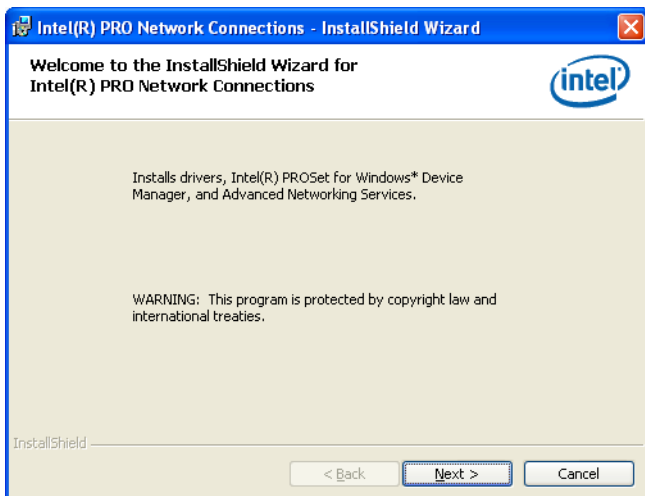 Intel(R) PRO Network Connections - InstallShield Wizard
Welcome to the InstallShield Wizard for
Intel(R) PRO Network Connections
intel
Installs drivers, Intel(R) PROSet for Windows* Device
Manager, and Advanced Networking Services.
WARNING: This program is protected by copyright law and
international treaties.
InstallShield
< Back
Next >
Cancel